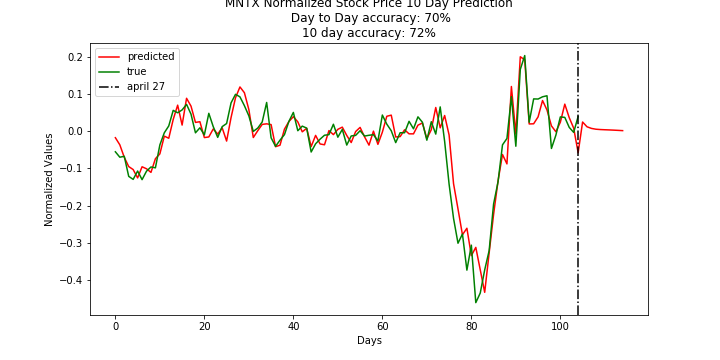 MNTX Normalized Stock Price 10 Day Prediction
Day to Day accuracy: 70%
10 day accuracy: 72%
predicted
true
april 27
Normalized Values
0.2
0.1
0.0
−0.1
−0.2
−0.3
−0.4
0 20 40 60 80 100
Days